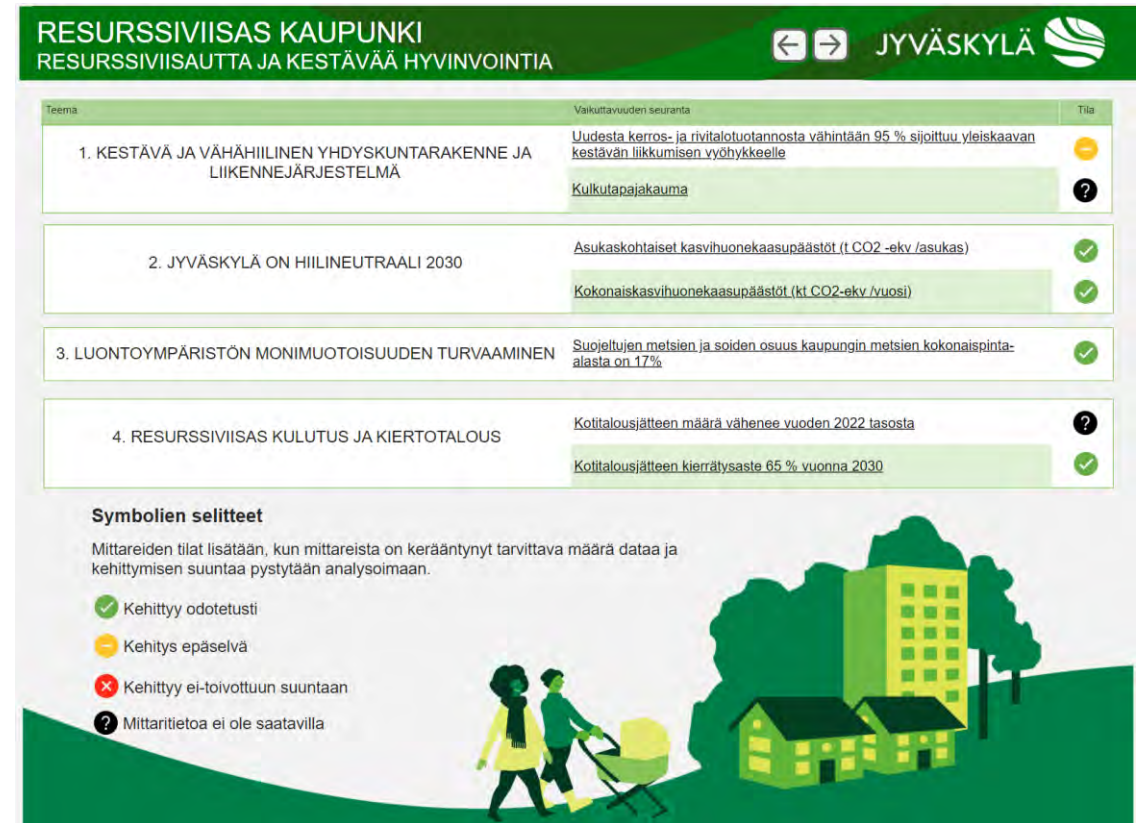 RESURSSIVIISAS KAUPUNKI
RESURSSIVIISAUTTA JA KESTÄVÄÄ HYVINVOINTIA
JYVÄSKYLÄ
Teema
Vaikuttavuuden seuranta
Tila
1. KESTÄVÄ JA VÄHÄHIILINEN YHDYSKUNTARAKENNE JA
LIIKENNEJÄRJESTELMÄ
Uudesta kerros- ja rivitalotuotannosta vähintään 95 % sijoittuu yleiskaavan
kestävän liikkumisen vyöhykkeelle
Kulkutapajakauma
2. JYVÄSKYLÄ ON HIILINEUTRAALI 2030
Asukaskohtaiset kasvihuonekaasupäästöt (t CO2 -ekv /asukas)
Kokonaiskasvihuonekaasupäästöt (kt CO2-ekv /vuosi)
3. LUONTOYMPÄRISTÖN MONIMUOTOISUUDEN TURVAAMINEN
Suojeltujen metsien ja soiden osuus kaupungin metsien kokonaispinta-
alasta on 17%
4. RESURSSIVIISAS KULUTUS JA KIERTOTALOUS
Kotitalousjätteen määrä vähenee vuoden 2022 tasosta
Kotitalousjätteen kierrätysaste 65 % vuonna 2030
Symbolien selitteet
Mittareiden tilat lisätään, kun mittareista on kerääntynyt tarvittava määrä dataa ja
kehittymisen suuntaa pystytään analysoimaan.
Kehittyy odotetusti
Kehitys epäselvä
Kehittyy ei-toivottuun suuntaan
Mittaritietoa ei ole saatavilla